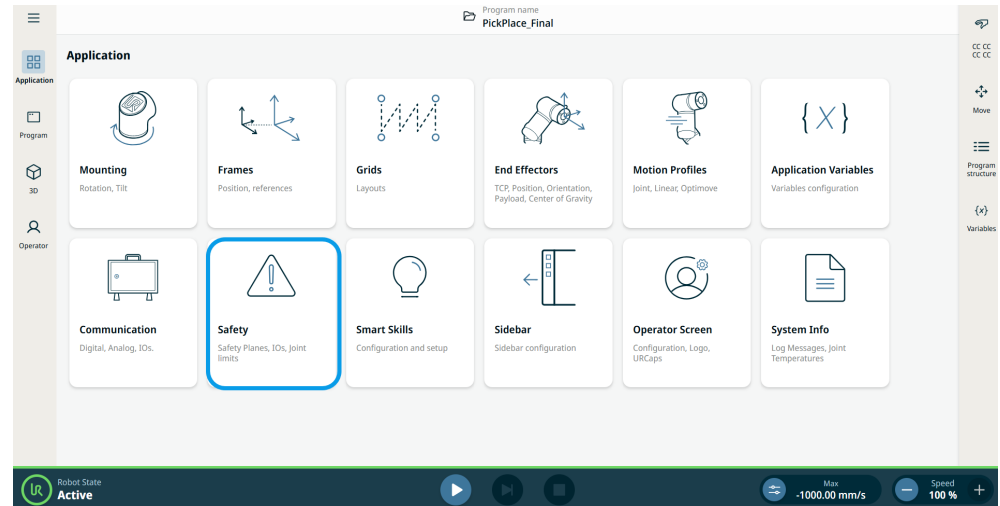 Program name
PickPlace_Final
Application
Application
Program
3D
Operator
Mounting
Rotation, Tilt
Frames
Position, references
Grids
Layouts
End Effectors
TCP, Position, Orientation,
Payload, Center of Gravity
Motion Profiles
Joint, Linear, Optimove
{X}
Application Variables
Variables configuration
Communication
Digital, Analog, IOs.
Safety
Safety Planes, IOs, Joint
limits
Smart Skills
Configuration and setup
Sidebar
Sidebar configuration
Operator Screen
Configuration, Logo,
URCaps
System Info
Log Messages, Joint
Temperatures
CC CC
CC CC
Move
Program
structure
{x}
Variables
UR
Robot State
Active
Max
-1000.00 mm/s
Speed
100 %